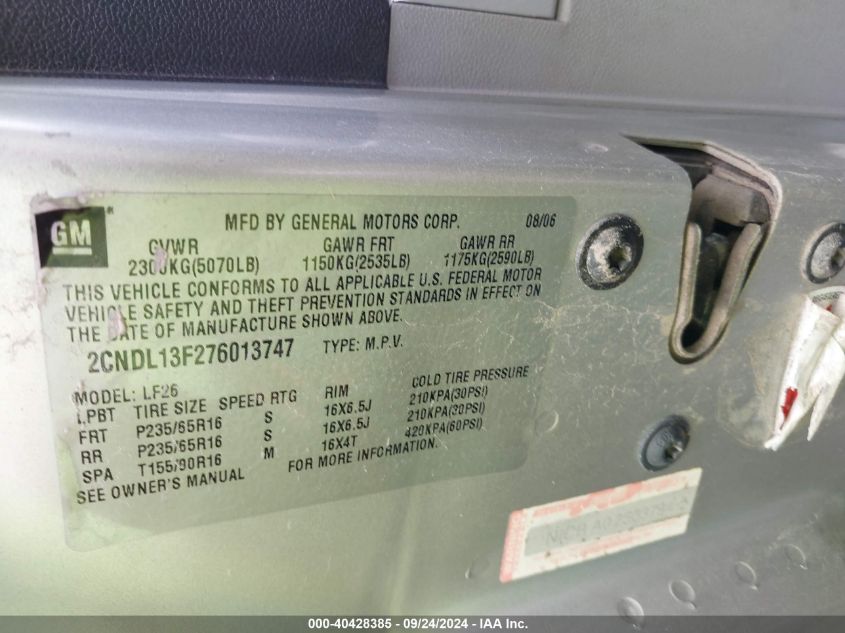 GM
MFD BY GENERAL MOTORS CORP. 08/06
GVWR GAWR FRT GAWR RR
2300KG(5070LB) 1150KG(2535LB) 1175KG(2590LB)
THIS VEHICLE CONFORMS TO ALL APPLICABLE U.S. FEDERAL MOTOR
VEHICLE SAFETY AND THEFT PREVENTION STANDARDS IN EFFECT ON
THE DATE OF MANUFACTURE SHOWN ABOVE.
2CNDL13F276013747 TYPE: M.P.V.
MODEL: LF26
LPBT TIRE SIZE SPEED RTG RIM COLD TIRE PRESSURE
FRT P235/65R16 S 16X6.5J 210KPA(30PSI)
RR P235/65R16 S 16X6.5J 210KPA(30PSI)
SPA T155/90R16 M 16X4T 420KPA(60PSI)
SEE OWNER'S MANUAL FOR MORE INFORMATION.
000-40428385 - 09/24/2024 - IAA Inc.